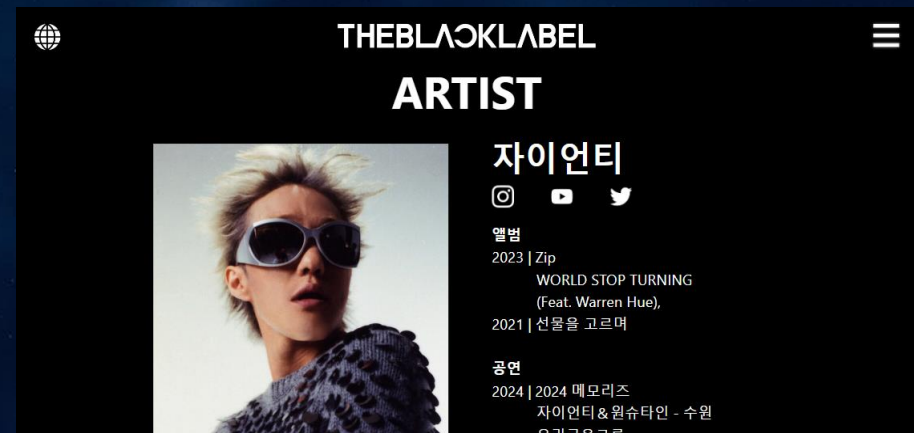 THEBLACKLABEL
ARTIST
자이언티
앨범
2023 | Zip
WORLD STOP TURNING
(Feat. Warren Hue),
2021 | 선물을 고르며
공연
2024 | 2024 메모리즈
자이언티&원슈타인 - 수원